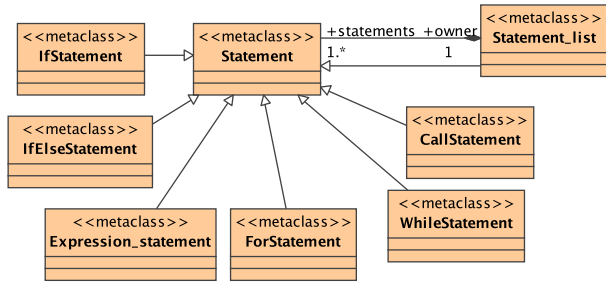 <<metaclass>>
IfStatement
<<metaclass>>
Statement
+statements +owner
1.* 1
<<metaclass>>
Statement_list
<<metaclass>>
IfElseStatement
<<metaclass>>
CallStatement
<<metaclass>>
Expression_statement
<<metaclass>>
ForStatement
<<metaclass>>
WhileStatement